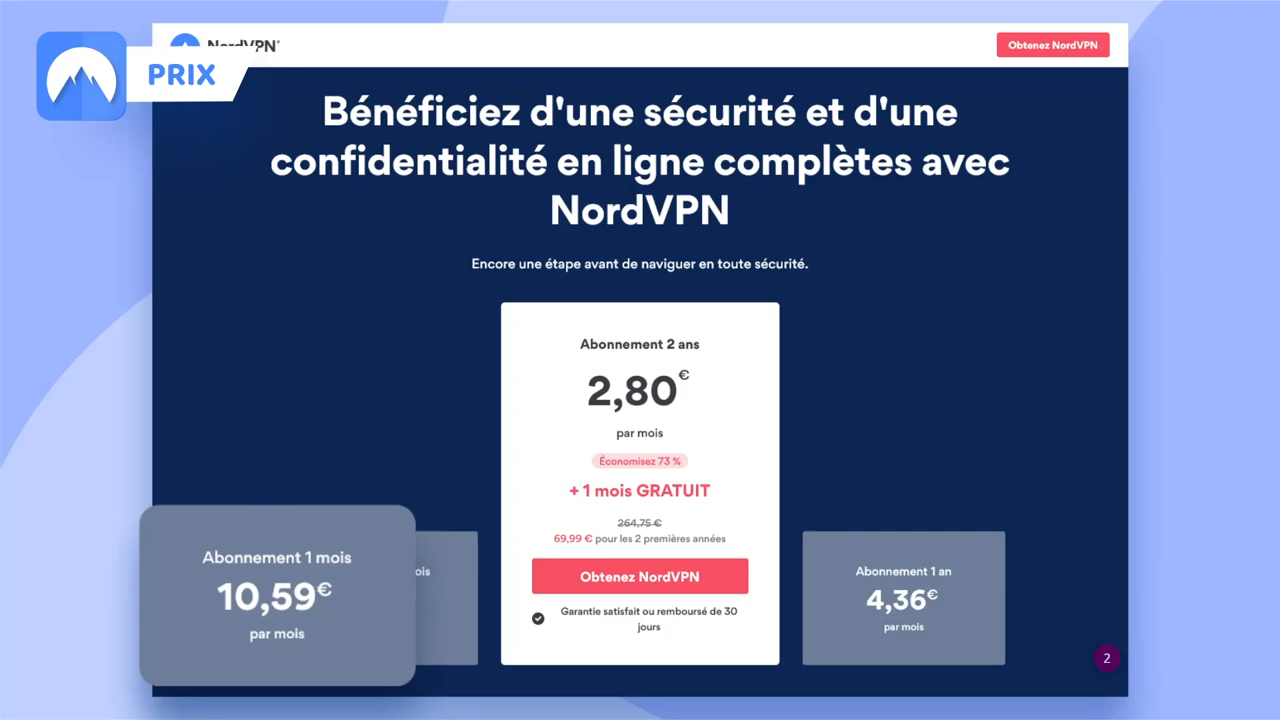 PRIX
NordVPN®
Obtenez NordVPN
Bénéficiez d'une sécurité et d'une
confidentialité en ligne complètes avec
NordVPN
Encore une étape avant de naviguer en toute sécurité.
Abonnement 2 ans
2,80€
par mois
Économisez 73 %
+ 1 mois GRATUIT
264,75 €
69,99 € pour les 2 premières années
Obtenez NordVPN
Garantie satisfait ou remboursé de 30
jours
Abonnement 1 mois
10,59€
par mois
ois
Abonnement 1 an
4,36€
par mois
2